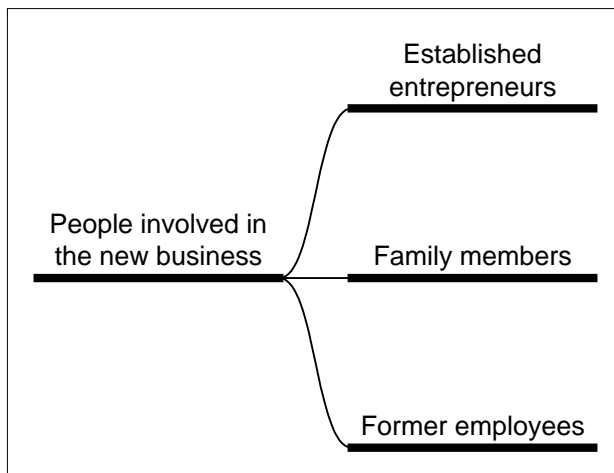 Established
entrepreneurs
People involved in
the new business
Family members
Former employees